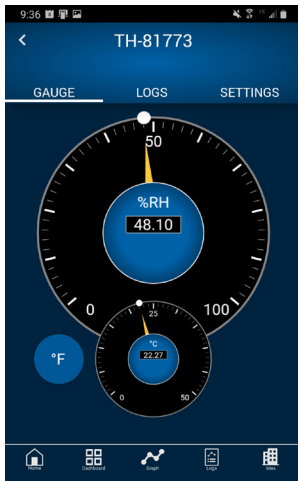 9:36
TH-81773
GAUGE LOGS SETTINGS
50
%RH
48.10
0 100
25
°C
22.27
0 50
°F
Home Dashboard Graph Logs Sites